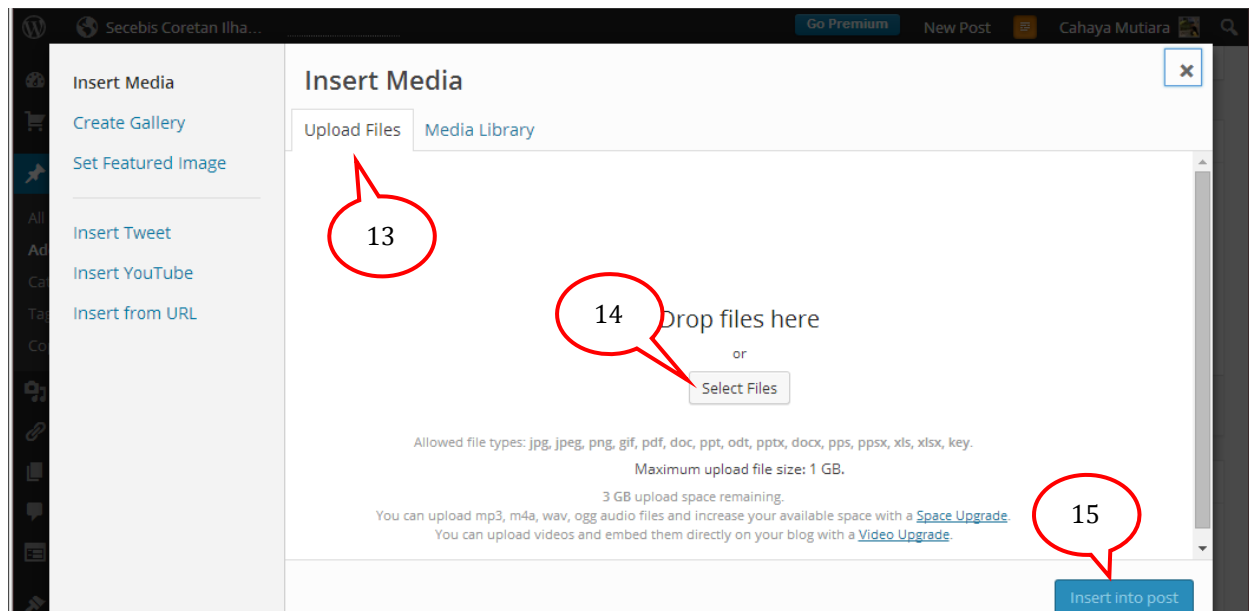 Secebis Coretan Ilha...
Go Premium
New Post
Cahaya Mutiara
Insert Media
Create Gallery
Set Featured Image
Insert Tweet
Insert YouTube
Insert from URL
All
Ad
Cat
Tag
Co
Insert Media
×
Upload Files
Media Library
13
14
Drop files here
or
Select Files
Allowed file types: jpg, jpeg, png, gif, pdf, doc, ppt, odt, pptx, docx, pps, ppsx, xls, xlsx, key.
Maximum upload file size: 1 GB.
3 GB upload space remaining.
You can upload mp3, m4a, wav, ogg audio files and increase your available space with a Space Upgrade.
You can upload videos and embed them directly on your blog with a Video Upgrade.
15
Insert into post